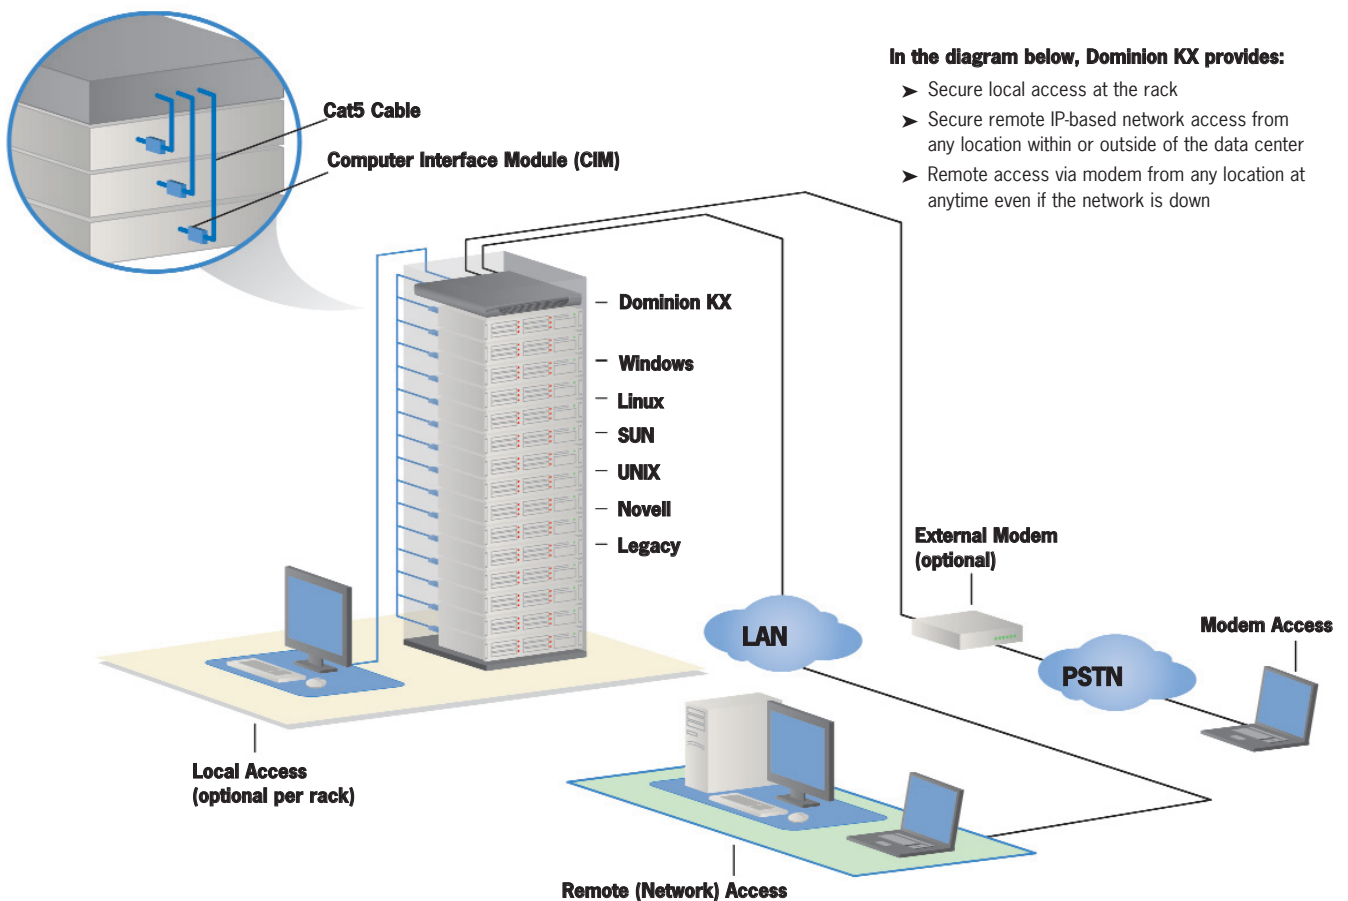 In the diagram below, Dominion KX provides:
➤ Secure local access at the rack
➤ Secure remote IP-based network access from
any location within or outside of the data center
➤ Remote access via modem from any location at
anytime even if the network is down
Cat5 Cable
Computer Interface Module (CIM)
Dominion KX
Windows
Linux
SUN
UNIX
Novell
Legacy
External Modem
(optional)
LAN
Modem Access
PSTN
Local Access
(optional per rack)
Remote (Network) Access